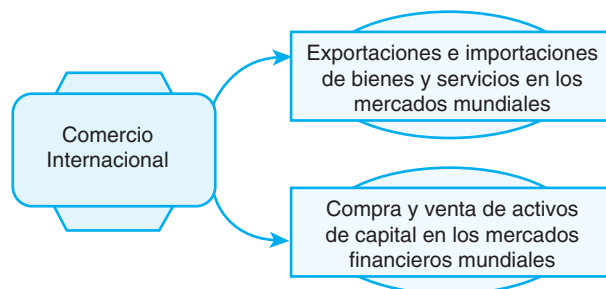 Comercio
Internacional
Exportaciones e importaciones
de bienes y servicios en los
mercados mundiales
Compra y venta de activos
de capital en los mercados
financieros mundiales